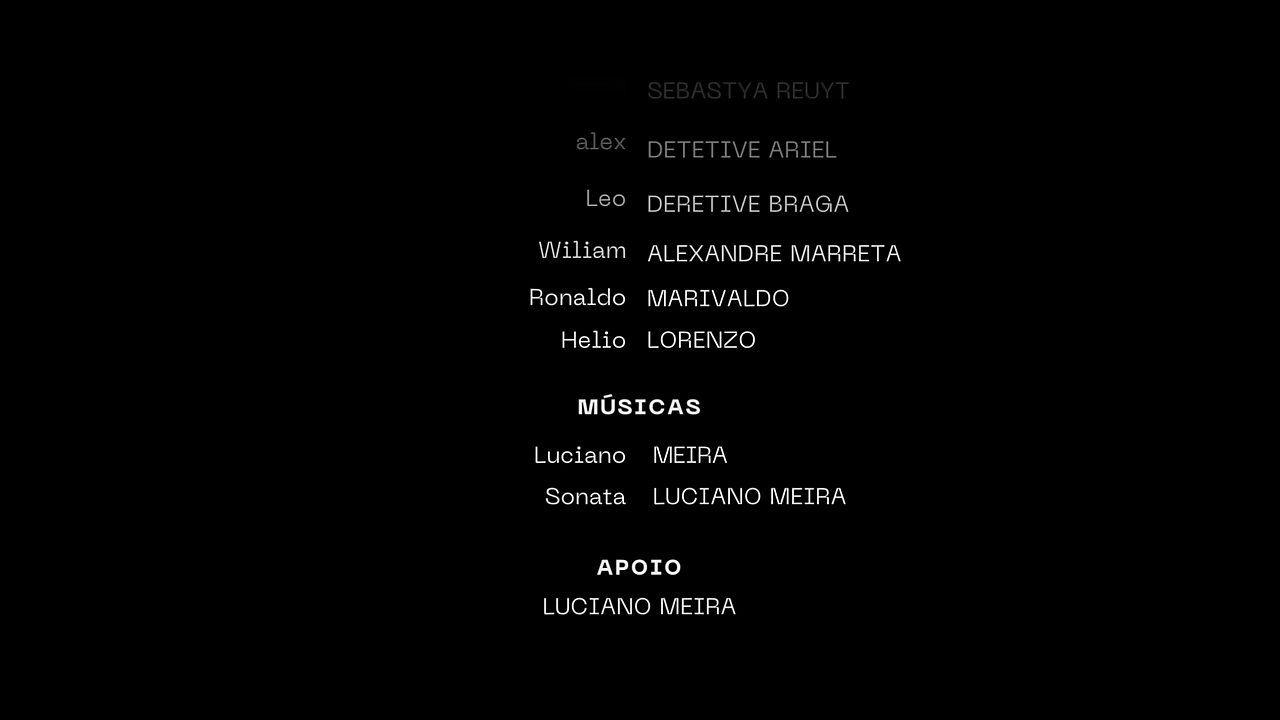 SEBASTYA REUYT
alex DETETIVE ARIEL
Leo DERETIVE BRAGA
Wiliam ALEXANDRE MARRETA
Ronaldo MARIVALDO
Helio LORENZO
MÚSICAS
Luciano MEIRA
Sonata LUCIANO MEIRA
APOIO
LUCIANO MEIRA